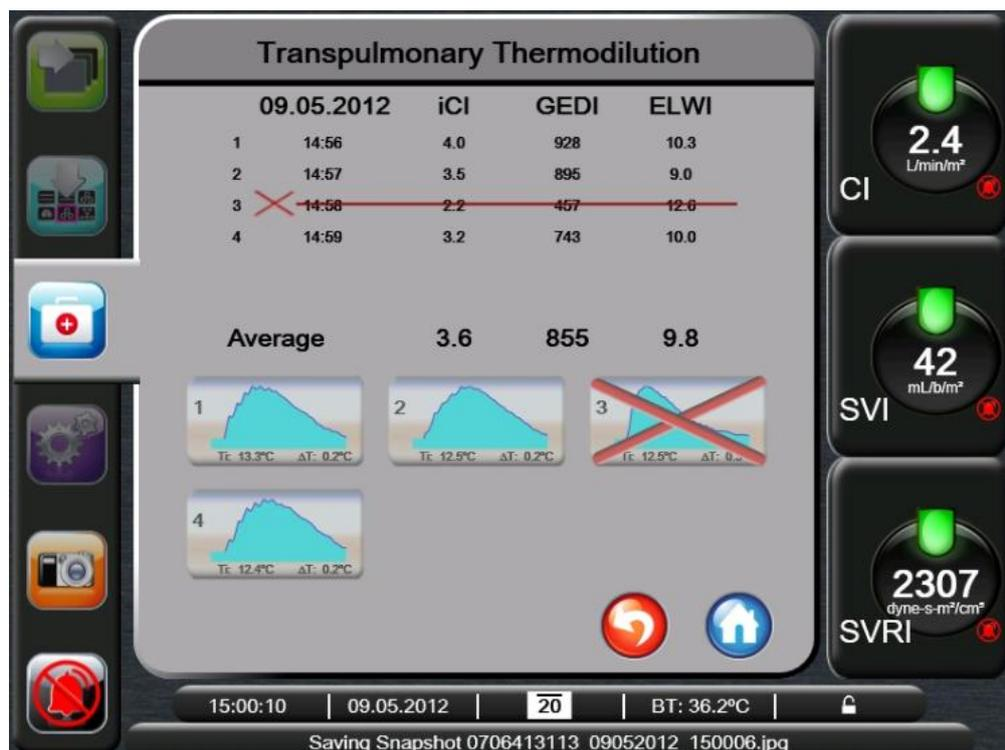 Transpulmonary Thermodilution
09.05.2012 iCI GEDI ELWI
1 14:56 4.0 928 10.3
2 14:57 3.5 895 9.0
3 14:58 2.2 457 12.6
4 14:59 3.2 743 10.0
Average 3.6 855 9.8
1
Ti: 13.3ºC ΔT: 0.2ºC
2
Ti: 12.5ºC ΔT: 0.2ºC
3
Ti: 12.5ºC ΔT:
4
Ti: 12.4ºC ΔT: 0.2ºC
2.4
L/min/m²
CI
42
mL/b/m²
SVI
2307
dyne-s-m²/cm⁵
SVRI
15:00:10 09.05.2012 20 BT: 36.2ºC
Saving Snapshot 0706413113_09052012_150006.jpg